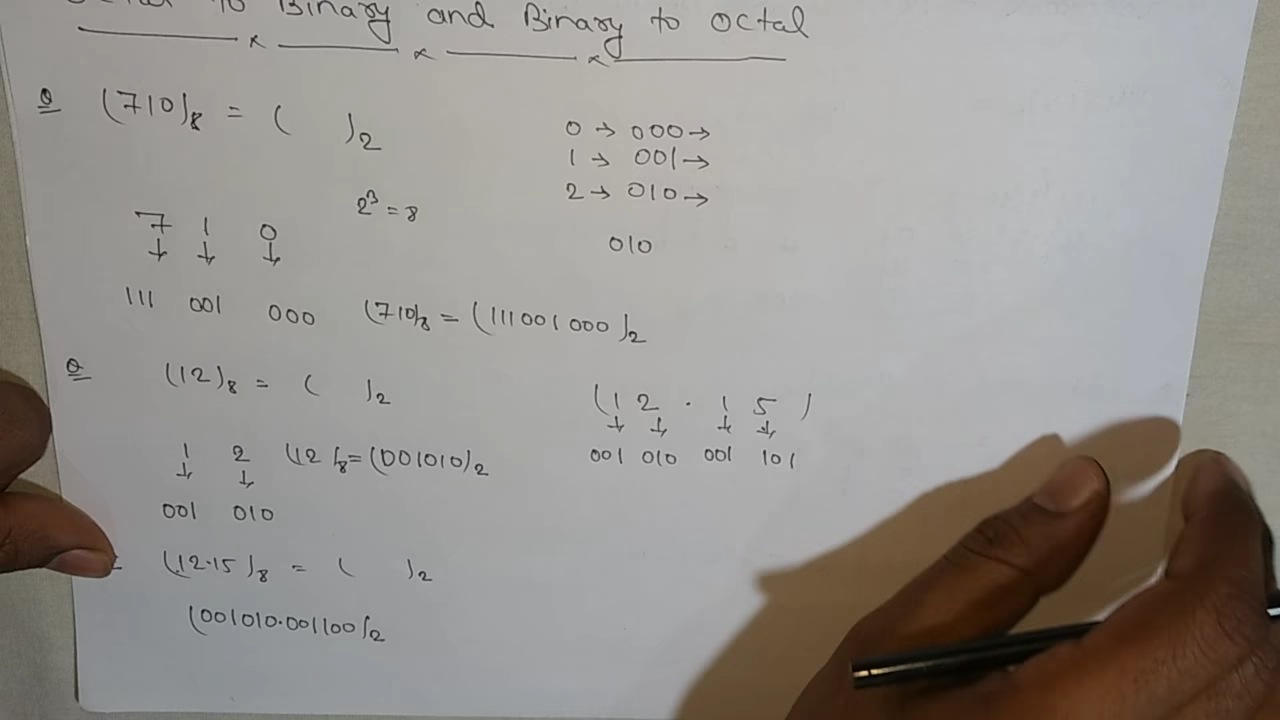 to Binary and Binary to Octal
Q (710)8 = ( )2
0 → 000 →
1 → 001 →
2 → 010 →
2³ = 8
010
7 1 0
↓ ↓ ↓
111 001 000 (710)8 = (111001000)2
Q (12)8 = ( )2
(12 . 15)
↓ ↓ ↓ ↓
001 010 001 101
1 2 (12)8 = (001010)2
↓ ↓
001 010
(12.15)8 = ( )2
(001010.001100)2